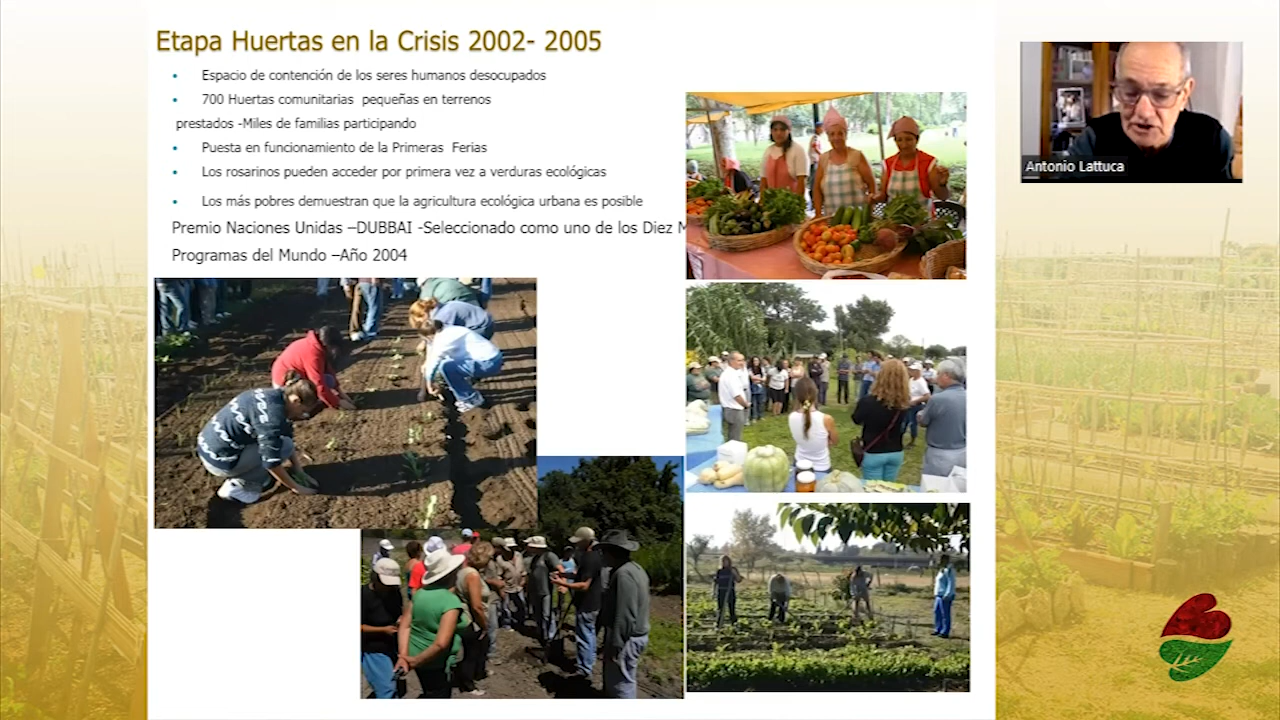 Etapa Huertas en la Crisis 2002- 2005
• Espacio de contención de los seres humanos desocupados
• 700 Huertas comunitarias pequeñas en terrenos
prestados -Miles de familias participando
• Puesta en funcionamiento de la Primeras Ferias
• Los rosarinos pueden acceder por primera vez a verduras ecológicas
• Los más pobres demuestran que la agricultura ecológica urbana es posible
Premio Naciones Unidas –DUBBAI -Seleccionado como uno de los Diez M
Programas del Mundo –Año 2004
Antonio Lattuca